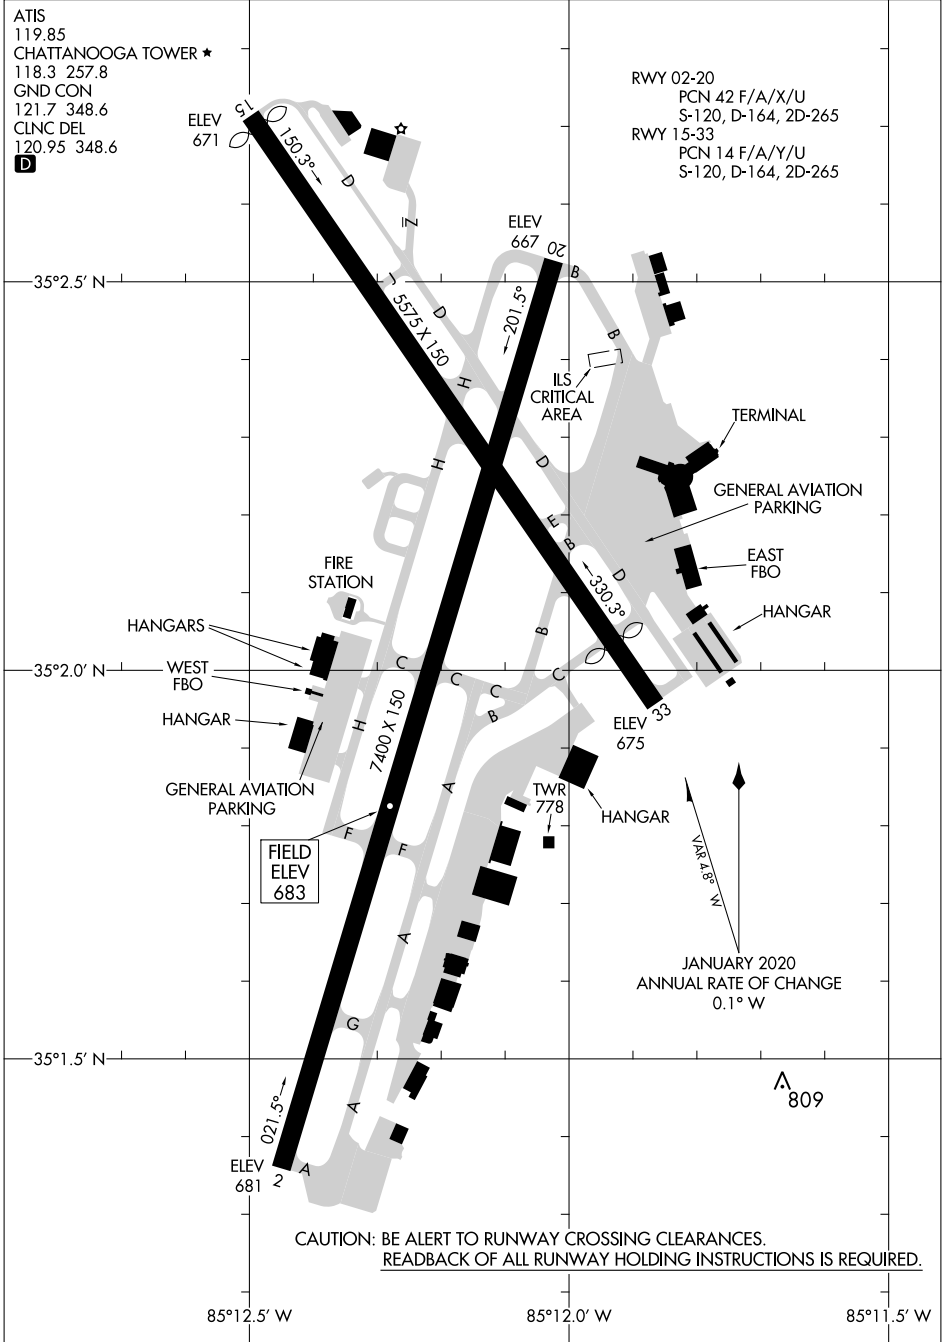 ATIS
119.85
CHATTANOOGA TOWER ★
118.3 257.8
GND CON
121.7 348.6
CLNC DEL
120.95 348.6
D
RWY 02-20
PCN 42 F/A/X/U
S-120, D-164, 2D-265
RWY 15-33
PCN 14 F/A/Y/U
S-120, D-164, 2D-265
15
ELEV
671
150.3°
D
Z
ELEV
667
20
B
35°2.5' N
J
D
5575 X 150
201.5°
B
H
ILS
CRITICAL
AREA
TERMINAL
H
D
GENERAL AVIATION
PARKING
E
B
D
330.3°
EAST
FBO
FIRE
STATION
HANGAR
HANGARS
B
35°2.0' N
C
C
C
C
WEST
FBO
B
33
ELEV
675
HANGAR
H
7400 X 150
A
GENERAL AVIATION
PARKING
TWR
778
HANGAR
F
F
FIELD
ELEV
683
VAR 4.8° W
A
JANUARY 2020
ANNUAL RATE OF CHANGE
0.1° W
G
35°1.5' N
021.5°
A
809
ELEV
681
2
A
CAUTION: BE ALERT TO RUNWAY CROSSING CLEARANCES.
READBACK OF ALL RUNWAY HOLDING INSTRUCTIONS IS REQUIRED.
85°12.5' W
85°12.0' W
85°11.5' W